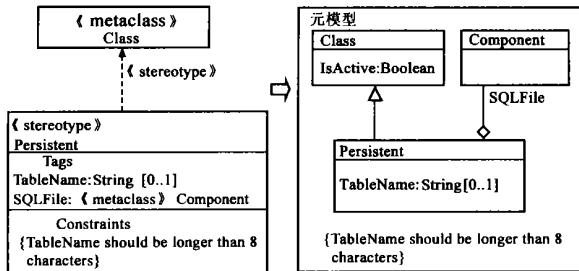 《 metaclass 》
Class
《 stereotype 》
《 stereotype 》
Persistent
Tags
TableName:String [0..1]
SQLFile:《 metaclass 》 Component
Constraints
{TableName should be longer than 8
characters}
元模型
Class
IsActive:Boolean
Component
SQLFile
Persistent
TableName:String[0..1]
{TableName should be longer than 8
characters}